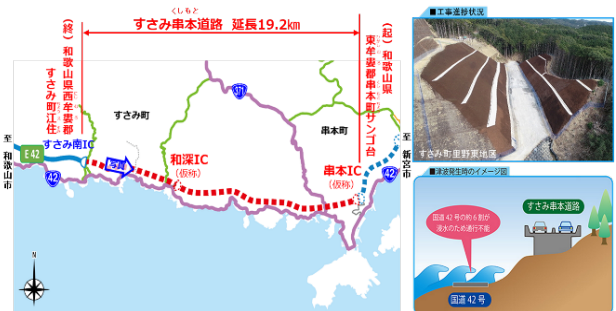 くしもと
すさみ串本道路 延長19.2km
（終）和歌山県西牟婁郡
すさみ町江住
（起）和歌山県
東牟婁郡串本町サンゴ台
すさみ町
371
串本町
至 和歌山市
E42
すさみ南IC
写真
和深IC
（仮称）
串本IC
（仮称）
42
42
至 新宮市
N
■工事進捗状況
すさみ町里野東地区
■津波発生時のイメージ図
国道42号の約6割が
浸水のため通行不能
すさみ串本道路
国道42号